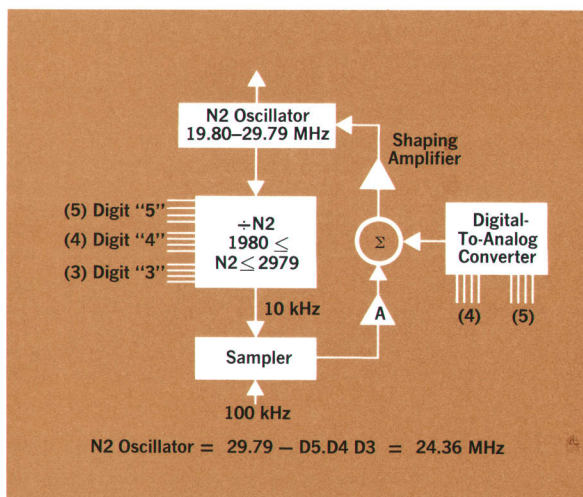 N2 Oscillator
19.80–29.79 MHz
Shaping
Amplifier
(5) Digit “5”
(4) Digit “4”
(3) Digit “3”
÷N2
1980 ≤
N2 ≤ 2979
Σ
Digital-
To-Analog
Converter
(4)
(5)
10 kHz
A
Sampler
100 kHz
N2 Oscillator = 29.79 – D5.D4 D3 = 24.36 MHz